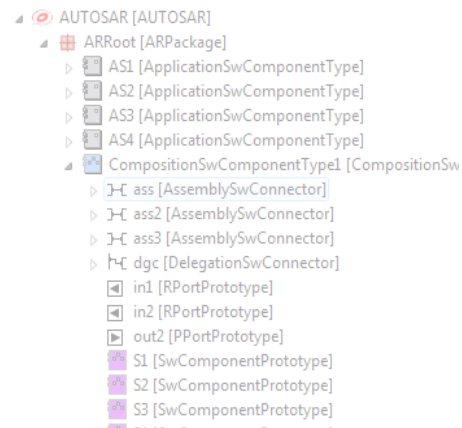 AUTOSAR [AUTOSAR]
ARRoot [ARPackage]
AS1 [ApplicationSwComponentType]
AS2 [ApplicationSwComponentType]
AS3 [ApplicationSwComponentType]
AS4 [ApplicationSwComponentType]
CompositionSwComponentType1 [CompositionSw
ass [AssemblySwConnector]
ass2 [AssemblySwConnector]
ass3 [AssemblySwConnector]
dgc [DelegationSwConnector]
in1 [RPortPrototype]
in2 [RPortPrototype]
out2 [PPortPrototype]
S1 [SwComponentPrototype]
S2 [SwComponentPrototype]
S3 [SwComponentPrototype]